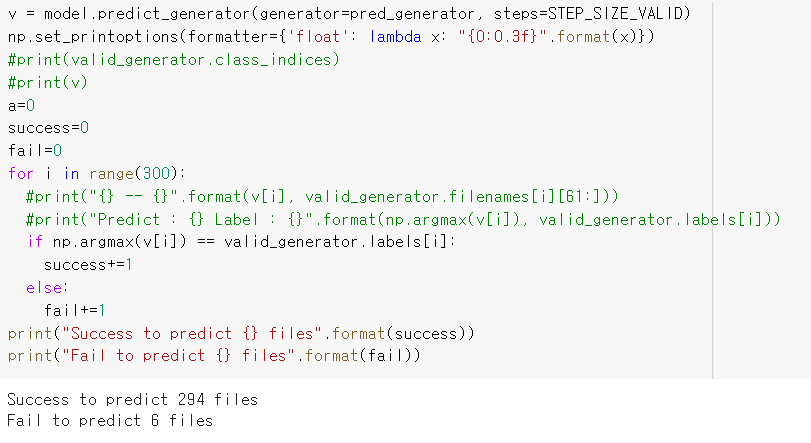 v = model.predict_generator(generator=pred_generator, steps=STEP_SIZE_VALID)
np.set_printoptions(formatter={'float': lambda x: "{0:0.3f}".format(x)})
#print(valid_generator.class_indices)
#print(v)
a=0
success=0
fail=0
for i in range(300):
  #print("{} -- {}".format(v[i], valid_generator.filenames[i][61:]))
  #print("Predict : {} Label : {}".format(np.argmax(v[i]), valid_generator.labels[i]))
  if np.argmax(v[i]) == valid_generator.labels[i]:
    success+=1
  else:
    fail+=1
print("Success to predict {} files".format(success))
print("Fail to predict {} files".format(fail))
Success to predict 294 files
Fail to predict 6 files